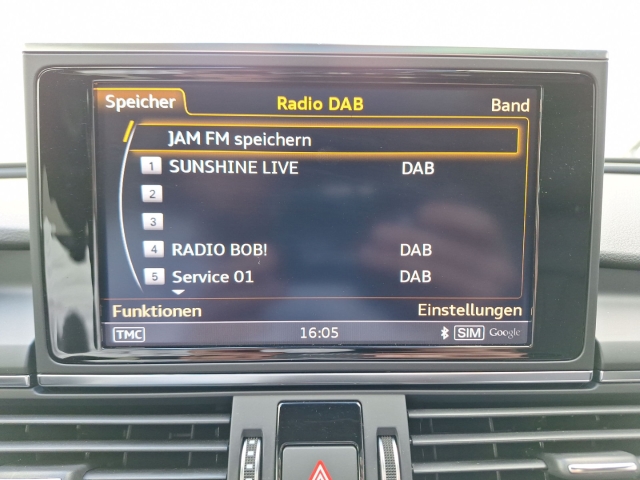 Speicher Radio DAB Band
JAM FM speichern
1 SUNSHINE LIVE DAB
2
3
4 RADIO BOB! DAB
5 Service 01 DAB
Funktionen Einstellungen
TMC 16:05 SIM Google